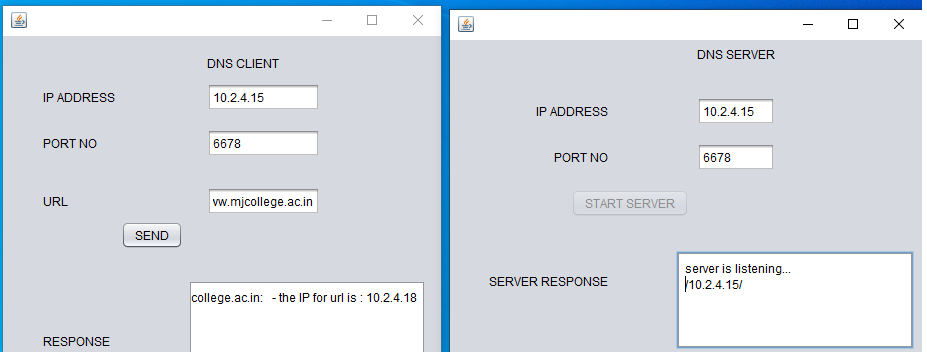 DNS CLIENT
IP ADDRESS
10.2.4.15
PORT NO
6678
URL
vw.mjcollege.ac.in
SEND
college.ac.in: - the IP for url is : 10.2.4.18
RESPONSE
DNS SERVER
IP ADDRESS
10.2.4.15
PORT NO
6678
START SERVER
SERVER RESPONSE
server is listening...
/10.2.4.15/